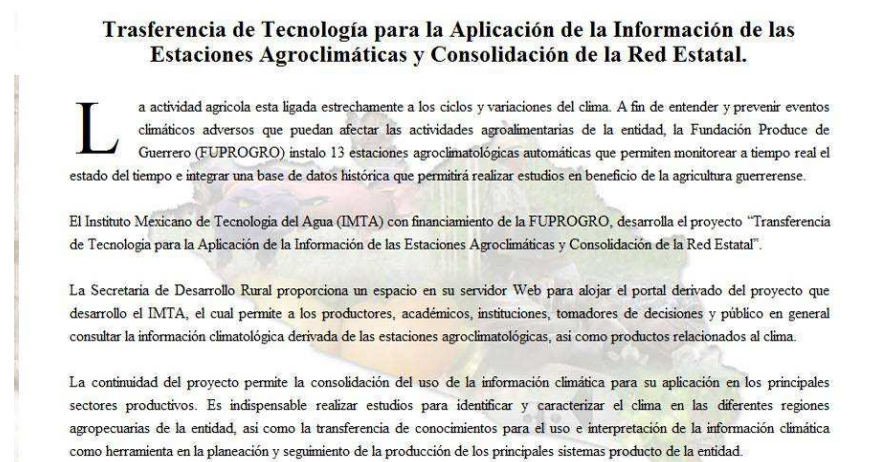 Trasferencia de Tecnología para la Aplicación de la Información de las
Estaciones Agroclimáticas y Consolidación de la Red Estatal.
La actividad agricola esta ligada estrechamente a los ciclos y variaciones del clima. A fin de entender y prevenir eventos
climáticos adversos que puedan afectar las actividades agroalimentarias de la entidad, la Fundación Produce de
Guerrero (FUPROGRO) instalo 13 estaciones agroclimatológicas automáticas que permiten monitorear a tiempo real el
estado del tiempo e integrar una base de datos histórica que permitirá realizar estudios en beneficio de la agricultura guerrerense.
El Instituto Mexicano de Tecnologia del Agua (IMTA) con financiamiento de la FUPROGRO, desarrolla el proyecto “Transferencia
de Tecnologia para la Aplicación de la Información de las Estaciones Agroclimáticas y Consolidación de la Red Estatal”.
La Secretaria de Desarrollo Rural proporciona un espacio en su servidor Web para alojar el portal derivado del proyecto que
desarrollo el IMTA, el cual permite a los productores, académicos, instituciones, tomadores de decisiones y público en general
consultar la información climatológica derivada de las estaciones agroclimatológicas, asi como productos relacionados al clima.
La continuidad del proyecto permite la consolidación del uso de la información climática para su aplicación en los principales
sectores productivos. Es indispensable realizar estudios para identificar y caracterizar el clima en las diferentes regiones
agropecuarias de la entidad, asi como la transferencia de conocimientos para el uso e interpretación de la información climática
como herramienta en la planeación y seguimiento de la producción de los principales sistemas producto de la entidad.